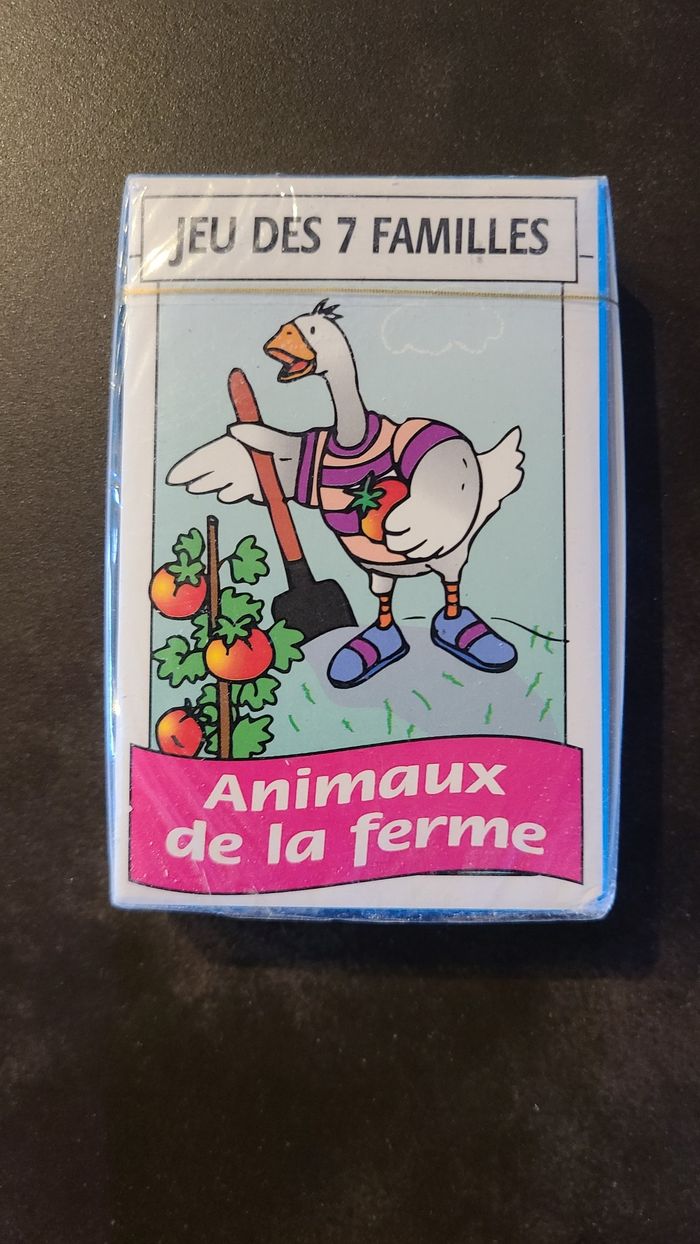 JEU DES 7 FAMILLES
Animaux
de la ferme